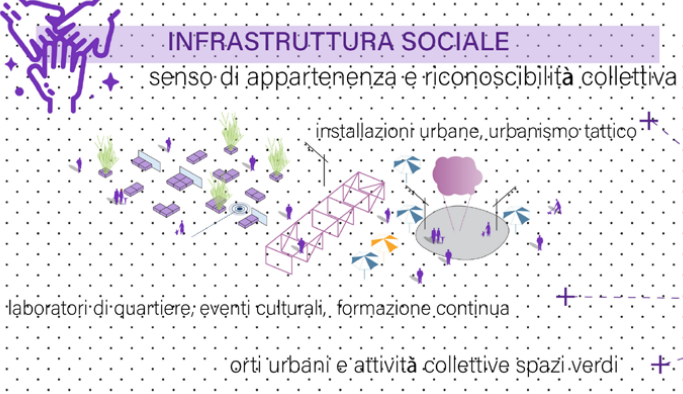 INFRASTRUTTURA SOCIALE
senso di appartenenza e riconoscibilità collettiva
installazioni urbane, urbanismo tattico
laboratori di quartiere, eventi culturali, formazione continua
orti urbani e attività collettive spazi verdi